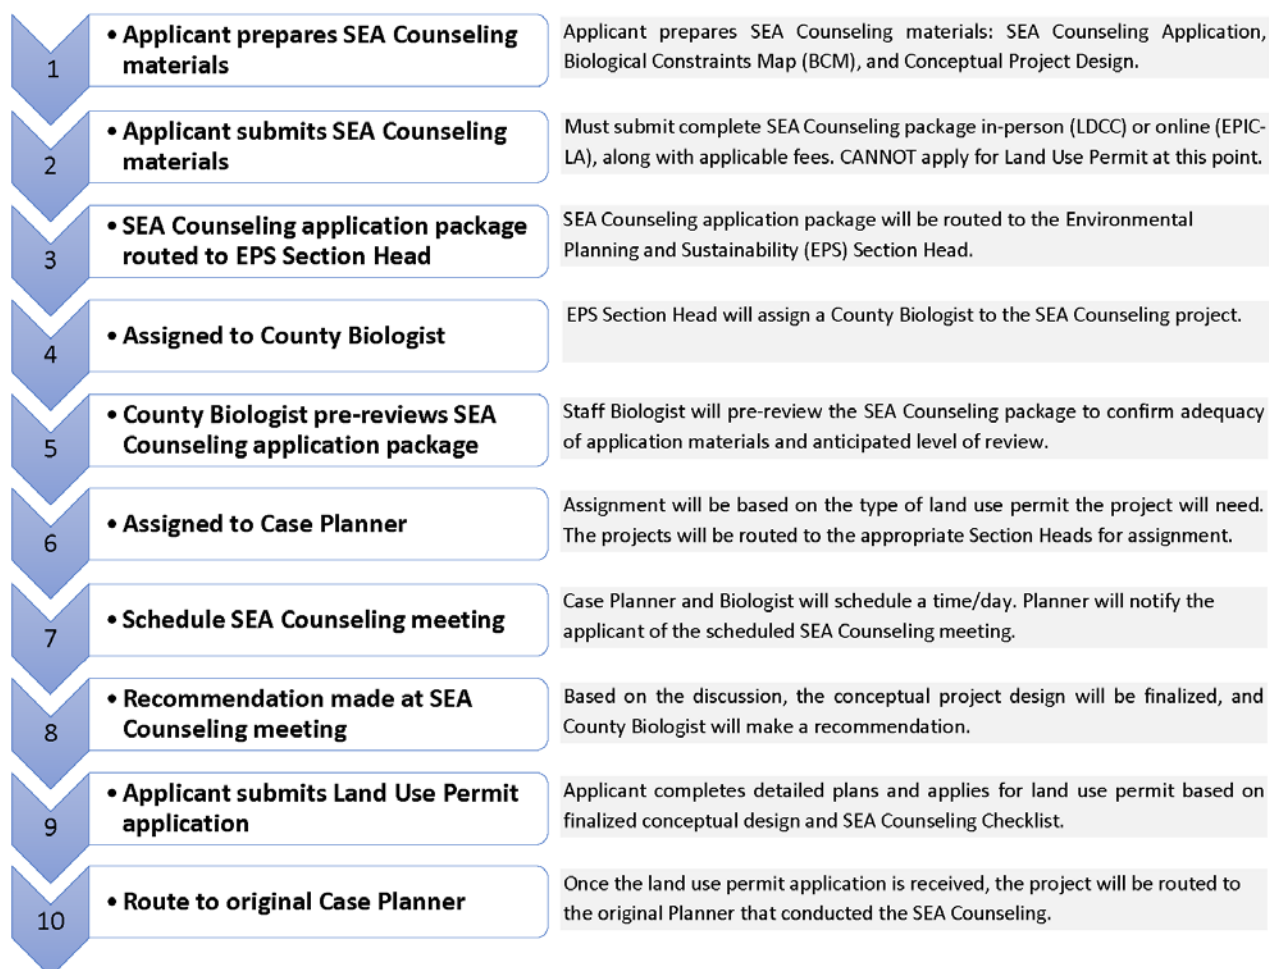 1
• Applicant prepares SEA Counseling
materials
Applicant prepares SEA Counseling materials: SEA Counseling Application,
Biological Constraints Map (BCM), and Conceptual Project Design.
2
• Applicant submits SEA Counseling
materials
Must submit complete SEA Counseling package in-person (LDCC) or online (EPIC-
LA), along with applicable fees. CANNOT apply for Land Use Permit at this point.
3
• SEA Counseling application package
routed to EPS Section Head
SEA Counseling application package will be routed to the Environmental
Planning and Sustainability (EPS) Section Head.
4
• Assigned to County Biologist
EPS Section Head will assign a County Biologist to the SEA Counseling project.
5
• County Biologist pre-reviews SEA
Counseling application package
Staff Biologist will pre-review the SEA Counseling package to confirm adequacy
of application materials and anticipated level of review.
6
• Assigned to Case Planner
Assignment will be based on the type of land use permit the project will need.
The projects will be routed to the appropriate Section Heads for assignment.
7
• Schedule SEA Counseling meeting
Case Planner and Biologist will schedule a time/day. Planner will notify the
applicant of the scheduled SEA Counseling meeting.
8
• Recommendation made at SEA
Counseling meeting
Based on the discussion, the conceptual project design will be finalized, and
County Biologist will make a recommendation.
9
• Applicant submits Land Use Permit
application
Applicant completes detailed plans and applies for land use permit based on
finalized conceptual design and SEA Counseling Checklist.
10
• Route to original Case Planner
Once the land use permit application is received, the project will be routed to
the original Planner that conducted the SEA Counseling.